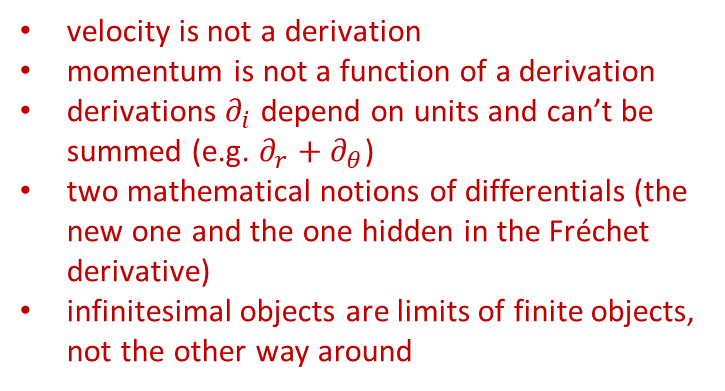 • velocity is not a derivation
• momentum is not a function of a derivation
• derivations 𝜕ᵢ depend on units and can’t be
summed (e.g. 𝜕ᵣ + 𝜕_θ)
• two mathematical notions of differentials (the
new one and the one hidden in the Fréchet
derivative)
• infinitesimal objects are limits of finite objects,
not the other way around